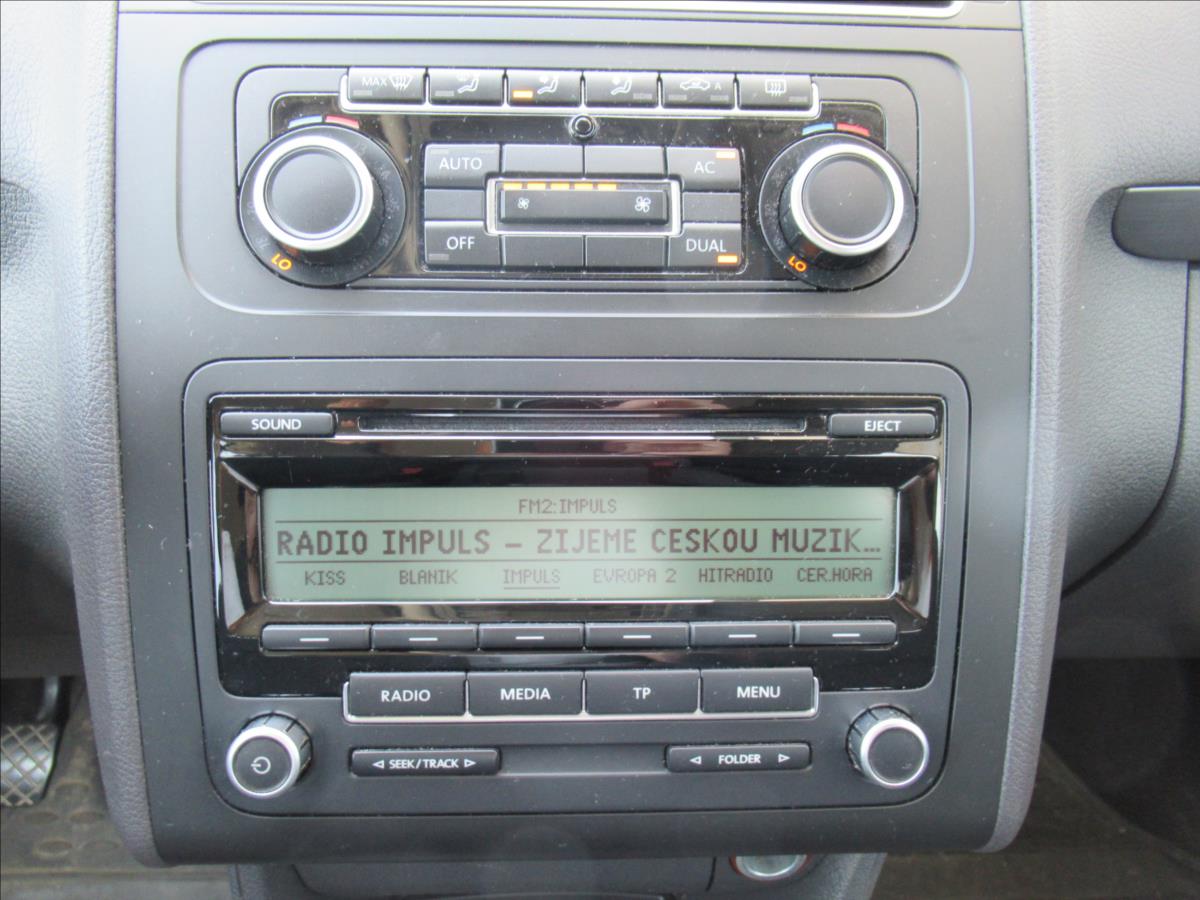 MAX A
AUTO AC
OFF DUAL
LO LO
SOUND EJECT
FM2:IMPULS
RADIO IMPULS – ZIJEME CESKOU MUZIK...
KISS BLANIK IMPULS EVROPA 2 HITRADIO CER.HORA
RADIO MEDIA TP MENU
SEEK/TRACK FOLDER